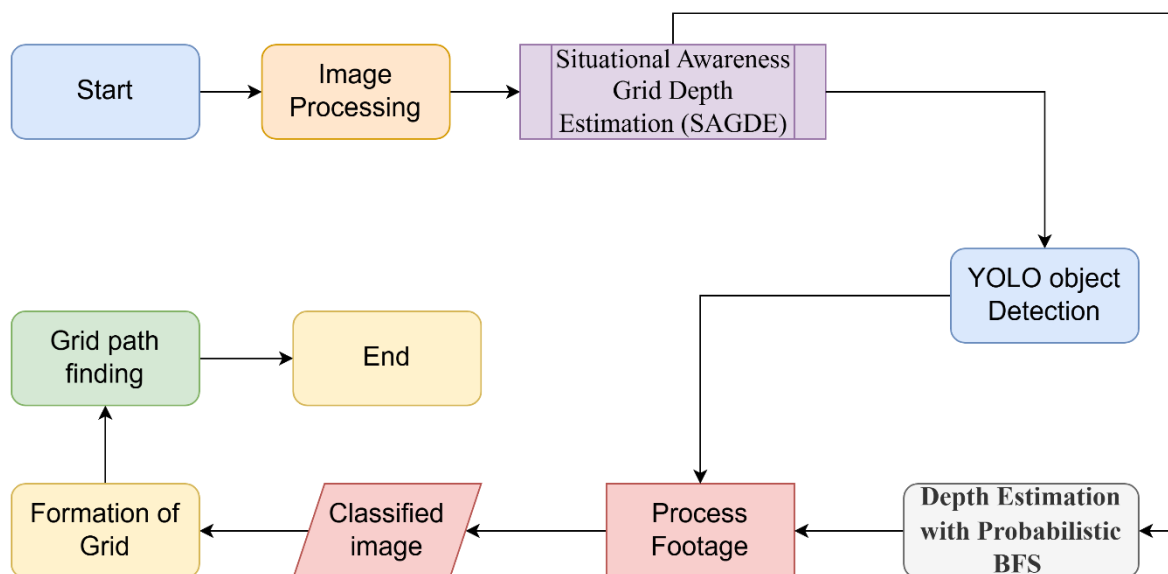 Start
Image
Processing
Situational Awareness
Grid Depth
Estimation (SAGDE)
YOLO object
Detection
Grid path
finding
End
Formation of
Grid
Classified
image
Process
Footage
Depth Estimation
with Probabilistic
BFS